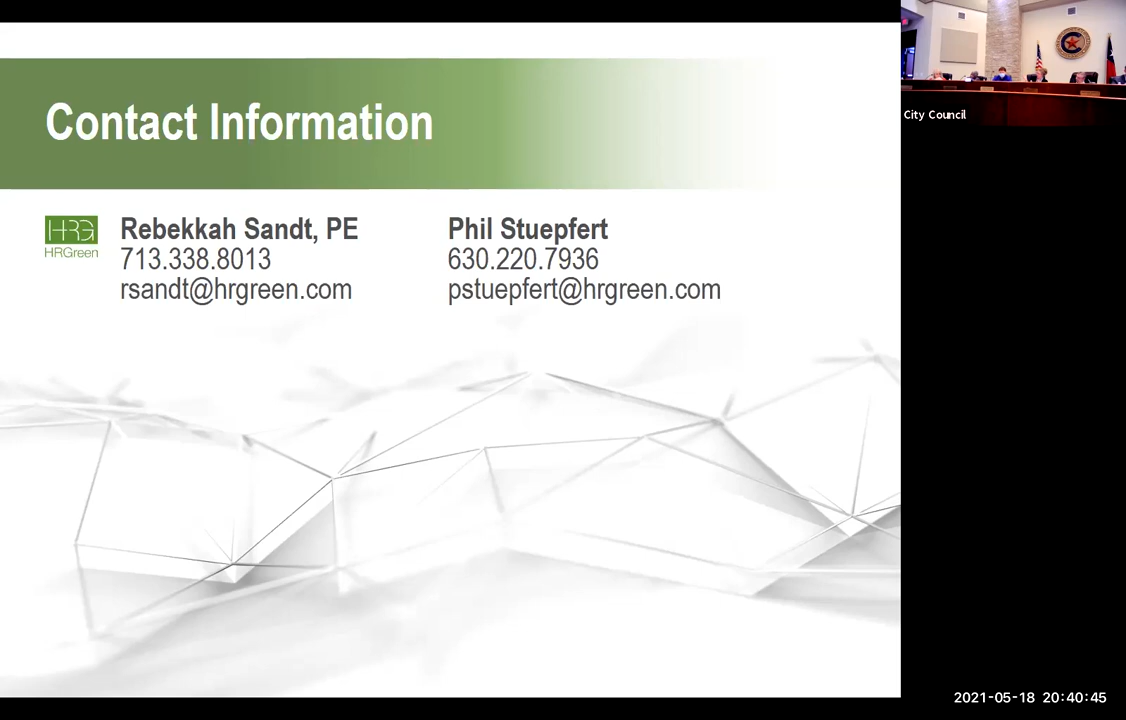 Contact Information
HRG
HRGreen
Rebekkah Sandt, PE
713.338.8013
rsandt@hrgreen.com
Phil Stuepfert
630.220.7936
pstuepfert@hrgreen.com
City Council
2021-05-18 20:40:45